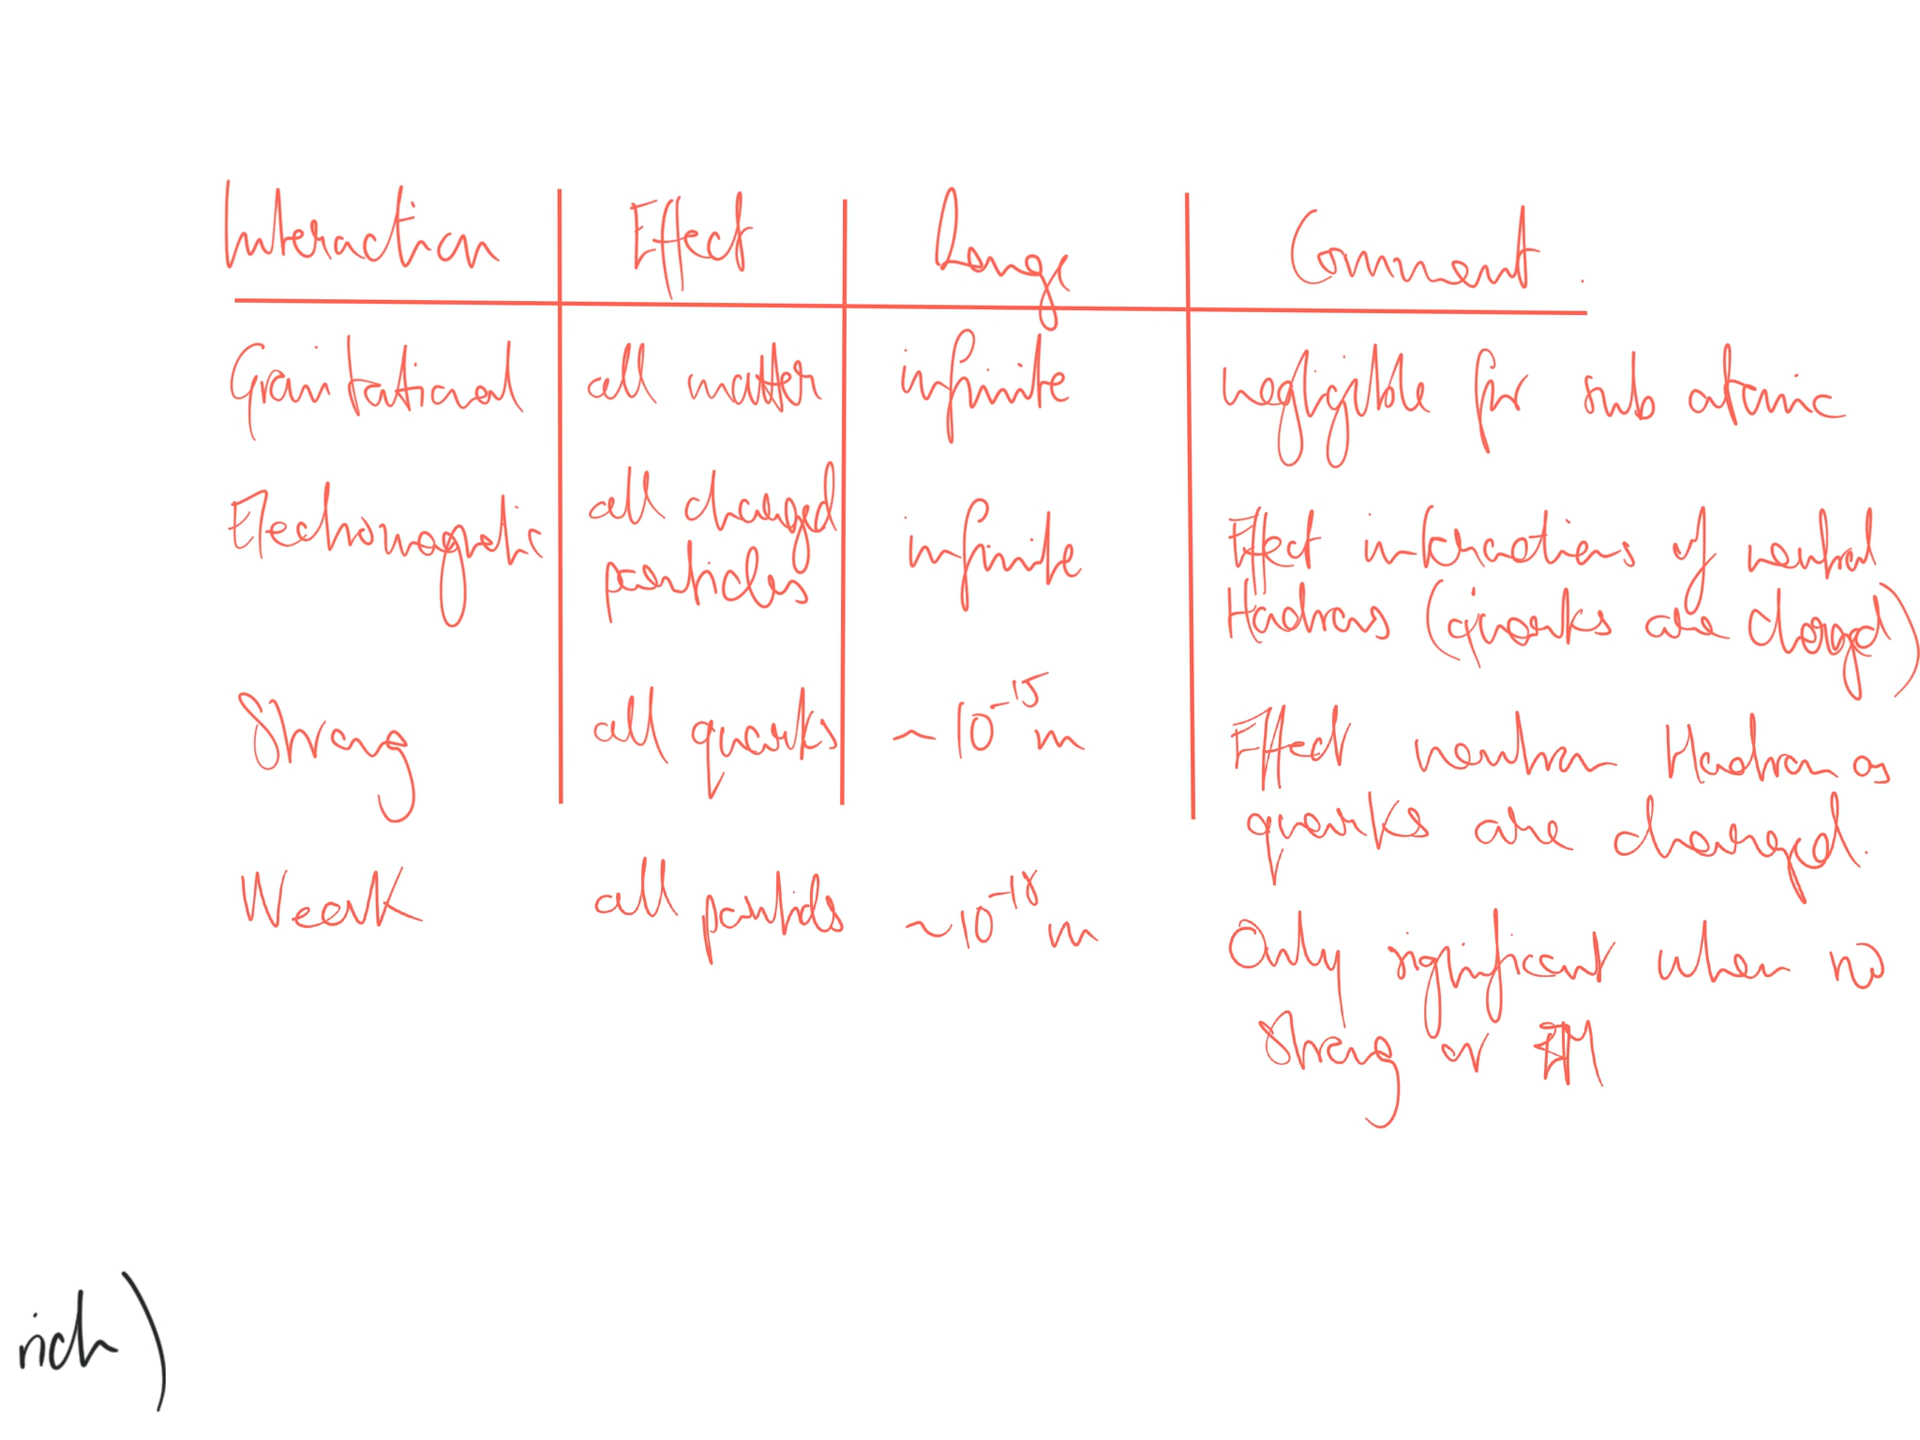 Interaction Effect Range Comment.
Gravitational all matter infinite negligible for sub atomic
Electromagnetic all charged particles infinite Effect interactions of neutral
Hadrons (quarks are charged)
Strong all quarks ~10⁻¹⁵ m Effect neutron Hadron as
quarks are charged.
Weak all particles ~10⁻¹⁸ m
Only significant when no
Strong or EM
rich)